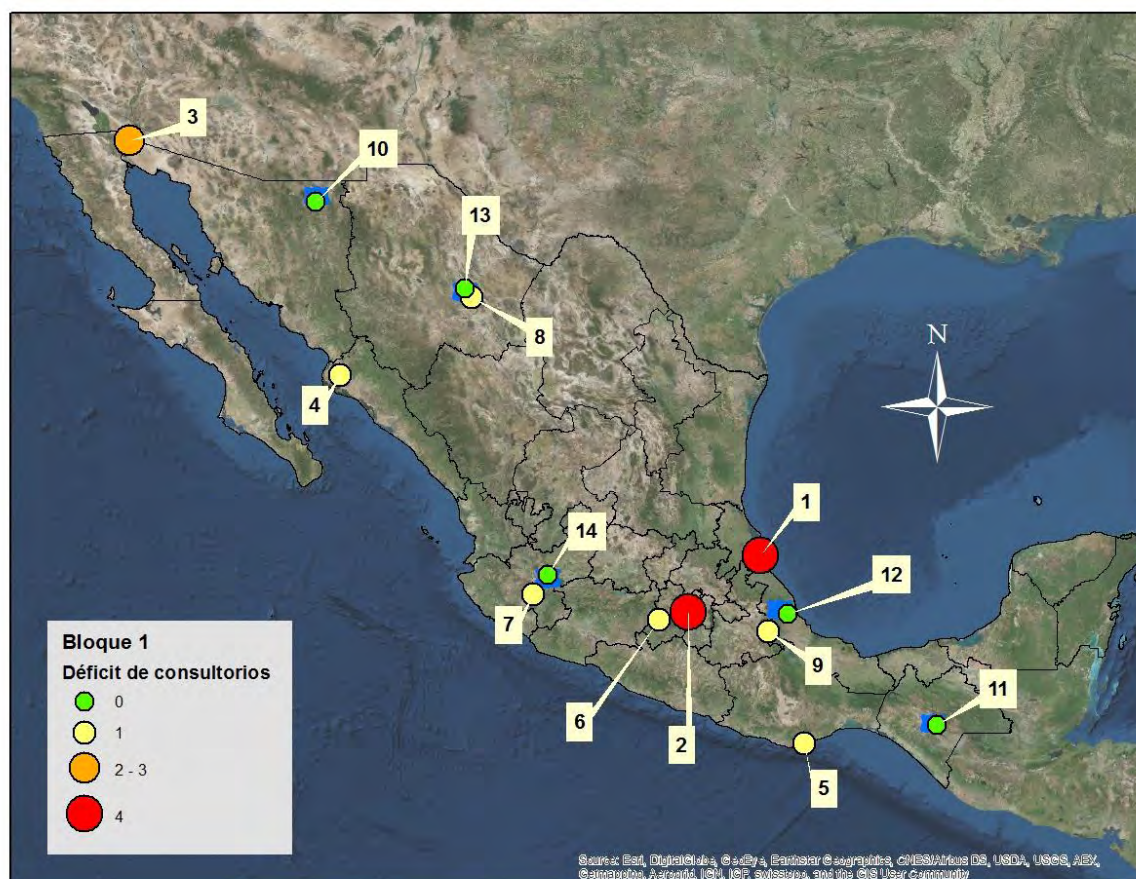 3
10
13
8
4
N
1
14
12
7
9
6
11
2
5
Bloque 1
Déficit de consultorios
0
1
2 - 3
4
Source: Esri, DigitalGlobe, GeoEye, Earthstar Geographics, CNES/Airbus DS, USDA, USGS, AEX,
Getmapping, Aerogrid, IGN, IGP, swisstopo, and the GIS User Community